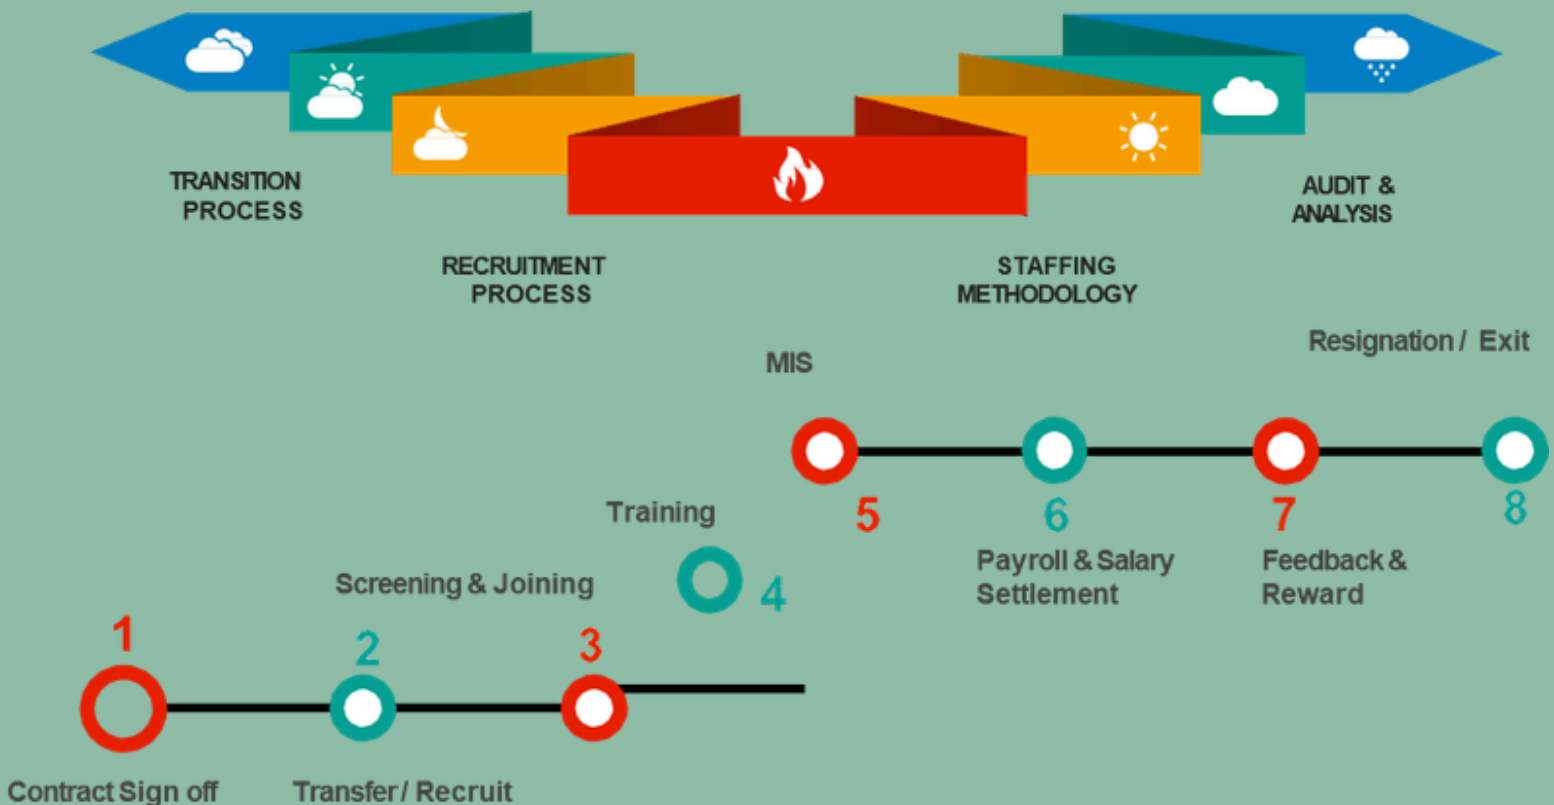 TRANSITION
PROCESS
AUDIT &
ANALYSIS
RECRUITMENT
PROCESS
STAFFING
METHODOLOGY
Resignation / Exit
MIS
5
6
7
8
Training
Payroll & Salary
Settlement
Feedback &
Reward
Screening & Joining
4
1
2
3
Contract Sign off
Transfer / Recruit